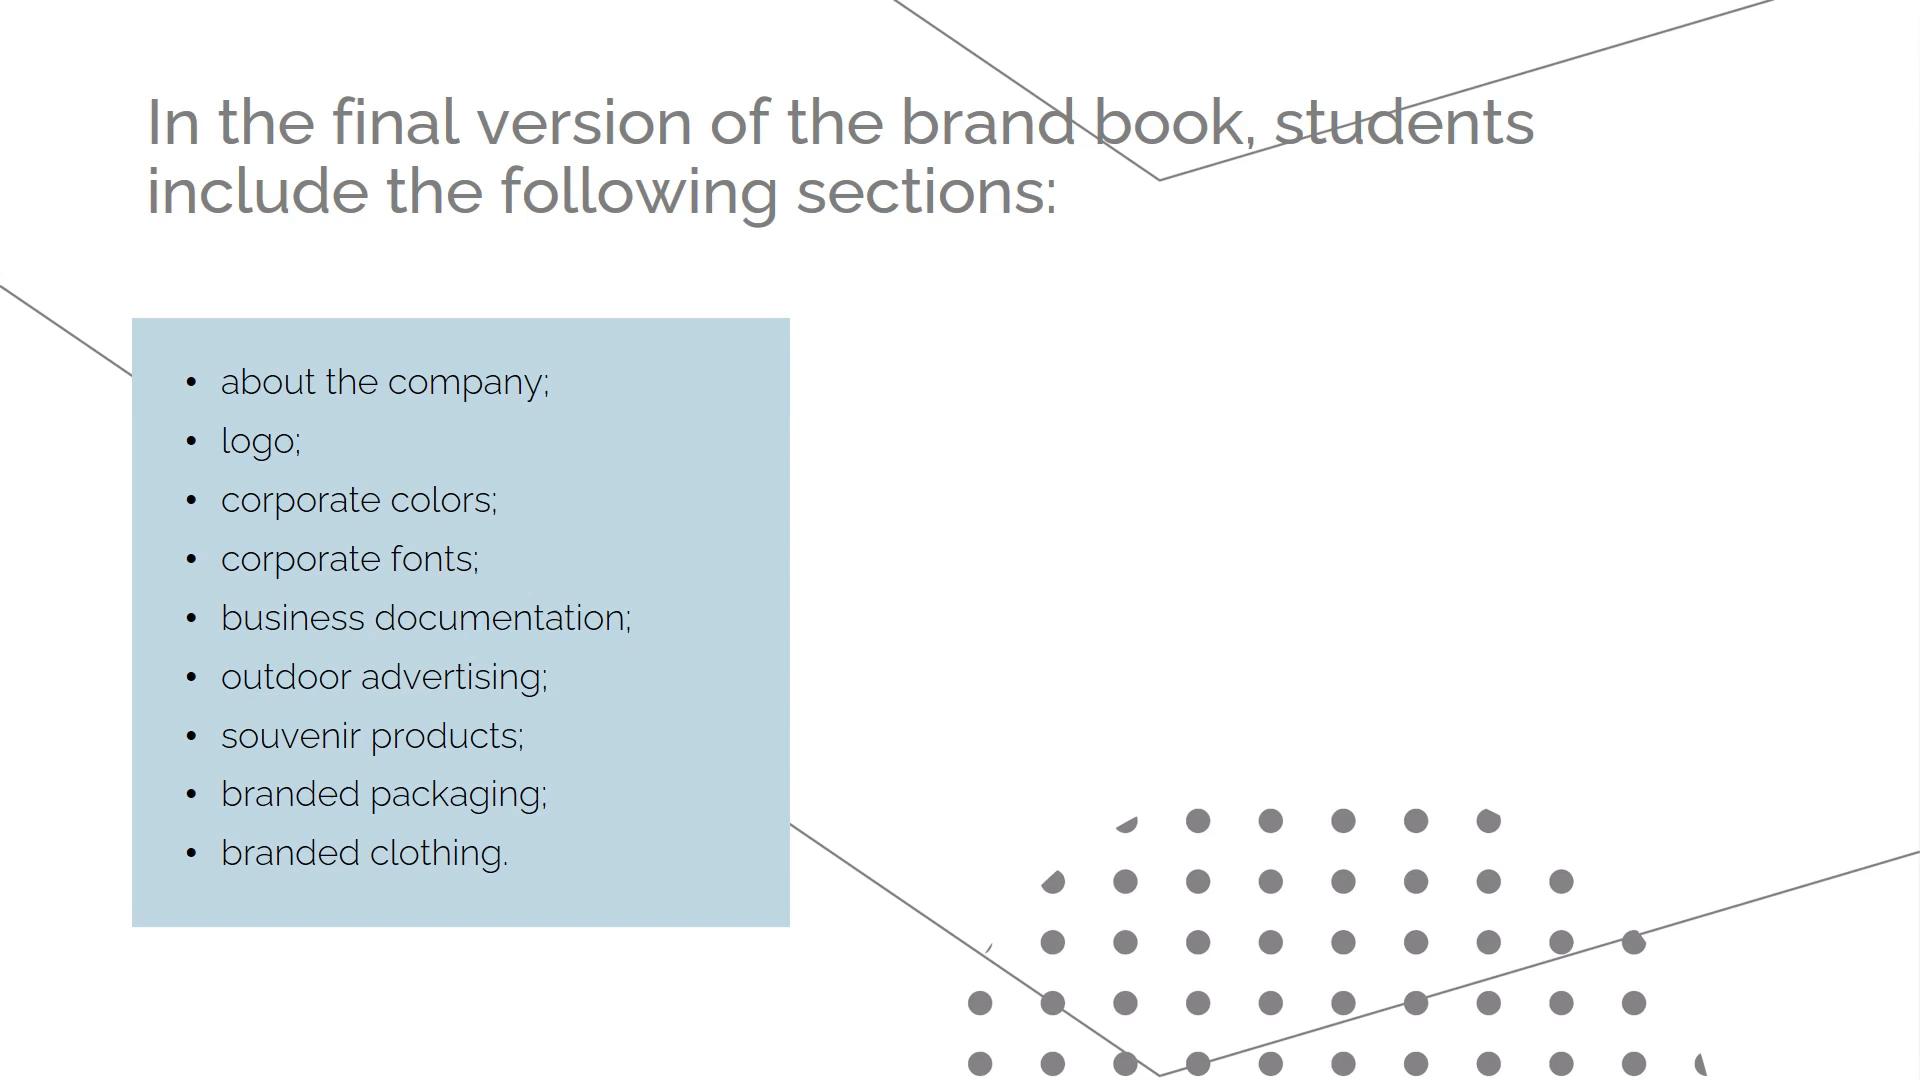 In the final version of the brand book, students
include the following sections:
• about the company;
• logo;
• corporate colors;
• corporate fonts;
• business documentation;
• outdoor advertising;
• souvenir products;
• branded packaging;
• branded clothing.